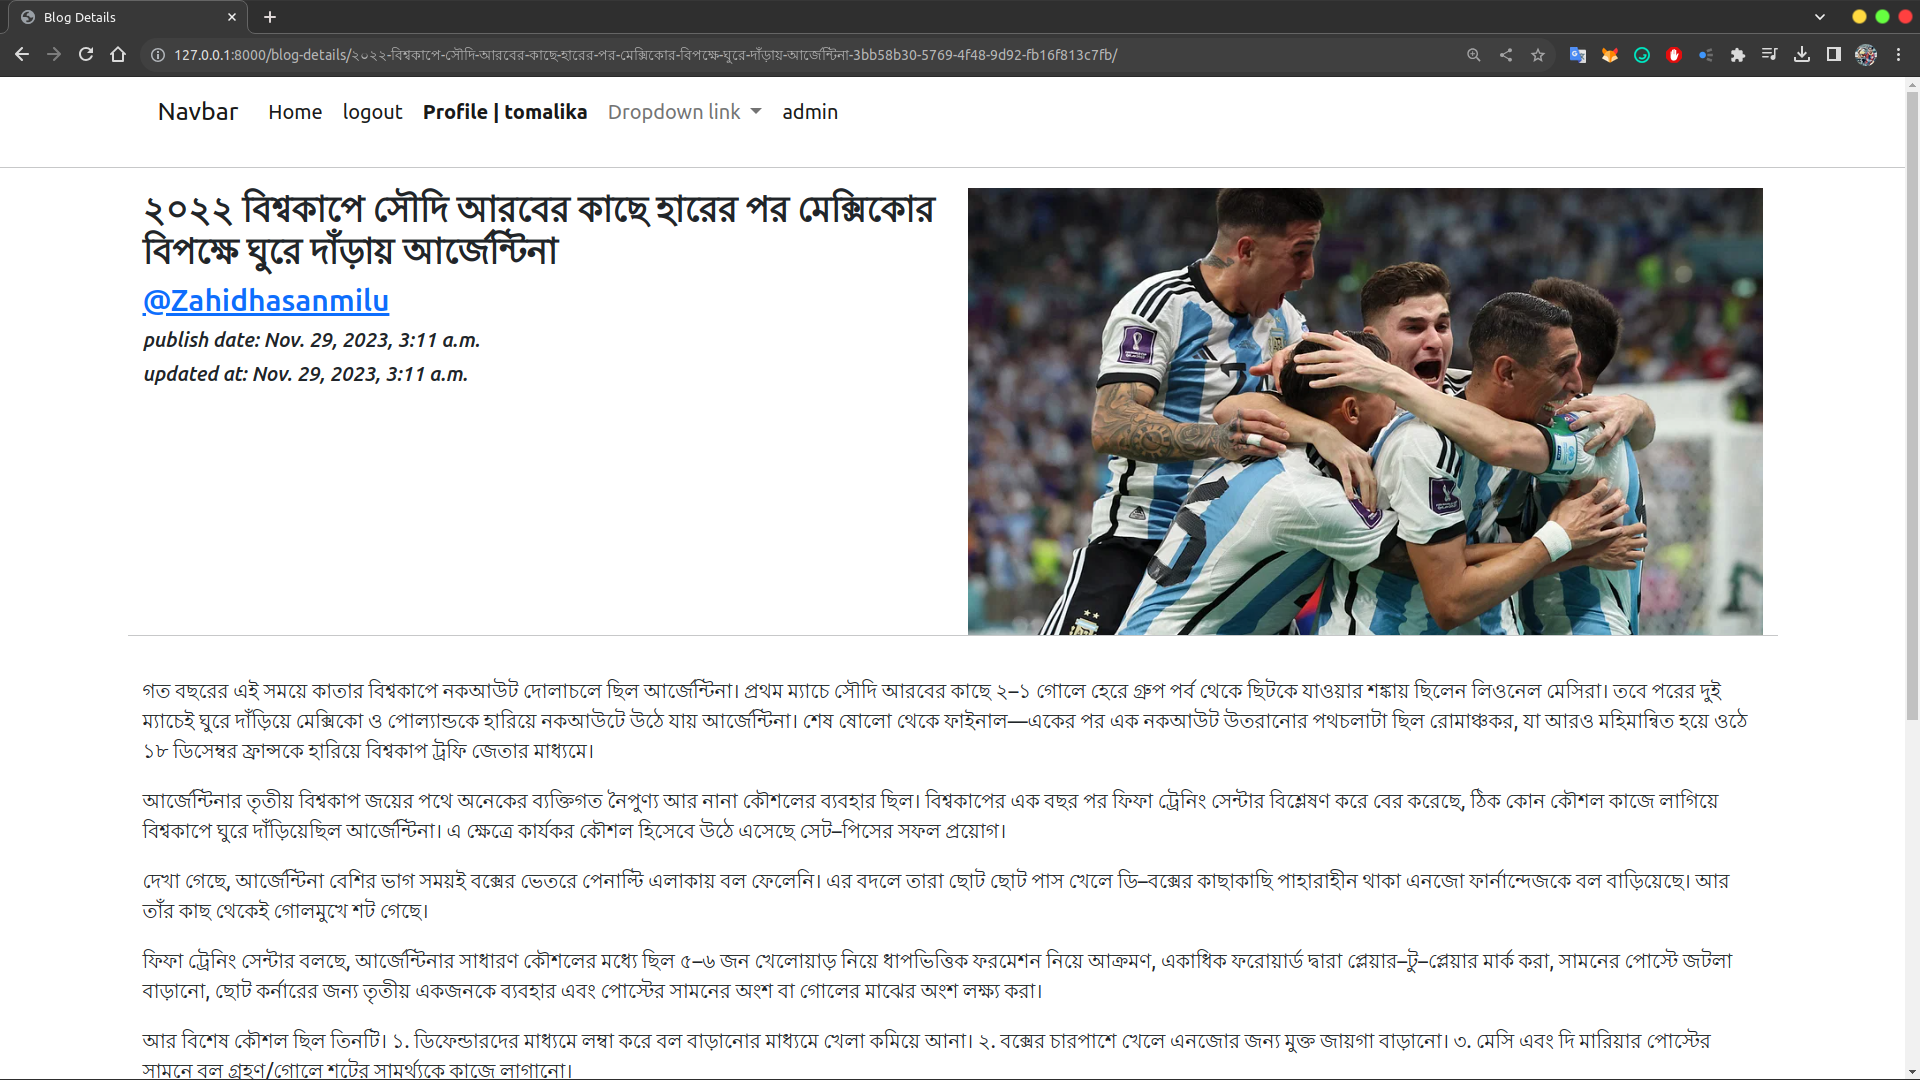 Blog Details
127.0.0.1:8000/blog-details/২০২২-বিশ্বকাপে-সৌদি-আরবের-কাছে-হারের-পর-মেক্সিকোর-বিপক্ষে-ঘুরে-দাঁড়ায়-আর্জেন্টিনা-3bb58b30-5769-4f48-9d92-fb16f813c7fb/
Navbar Home logout Profile | tomalika Dropdown link admin
২০২২ বিশ্বকাপে সৌদি আরবের কাছে হারের পর মেক্সিকোর
বিপক্ষে ঘুরে দাঁড়ায় আর্জেন্টিনা
@Zahidhasanmilu
publish date: Nov. 29, 2023, 3:11 a.m.
updated at: Nov. 29, 2023, 3:11 a.m.
গত বছরের এই সময়ে কাতার বিশ্বকাপে নকআউট দোলাচলে ছিল আর্জেন্টিনা। প্রথম ম্যাচে সৌদি আরবের কাছে ২–১ গোলে হেরে গ্রুপ পর্ব থেকে ছিটকে যাওয়ার শঙ্কায় ছিলেন লিওনেল মেসিরা। তবে পরের দুই
ম্যাচেই ঘুরে দাঁড়িয়ে মেক্সিকো ও পোল্যান্ডকে হারিয়ে নকআউটে উঠে যায় আর্জেন্টিনা। শেষ ষোলো থেকে ফাইনাল—একের পর এক নকআউট উতরানোর পথচলাটা ছিল রোমাঞ্চকর, যা আরও মহিমান্বিত হয়ে ওঠে
১৮ ডিসেম্বর ফ্রান্সকে হারিয়ে বিশ্বকাপ ট্রফি জেতার মাধ্যমে।
আর্জেন্টিনার তৃতীয় বিশ্বকাপ জয়ের পথে অনেকের ব্যক্তিগত নৈপুণ্য আর নানা কৌশলের ব্যবহার ছিল। বিশ্বকাপের এক বছর পর ফিফা ট্রেনিং সেন্টার বিশ্লেষণ করে বের করেছে, ঠিক কোন কৌশল কাজে লাগিয়ে
বিশ্বকাপে ঘুরে দাঁড়িয়েছিল আর্জেন্টিনা। এ ক্ষেত্রে কার্যকর কৌশল হিসেবে উঠে এসেছে সেট–পিসের সফল প্রয়োগ।
দেখা গেছে, আর্জেন্টিনা বেশির ভাগ সময়ই বক্সের ভেতরে পেনাল্টি এলাকায় বল ফেলেনি। এর বদলে তারা ছোট ছোট পাস খেলে ডি–বক্সের কাছাকাছি পাহারাহীন থাকা এনজো ফার্নান্দেজকে বল বাড়িয়েছে। আর
তাঁর কাছ থেকেই গোলমুখে শট গেছে।
ফিফা ট্রেনিং সেন্টার বলছে, আর্জেন্টিনার সাধারণ কৌশলের মধ্যে ছিল ৫–৬ জন খেলোয়াড় নিয়ে ধাপভিত্তিক ফরমেশন নিয়ে আক্রমণ, একাধিক ফরোয়ার্ড দ্বারা প্লেয়ার–টু–প্লেয়ার মার্ক করা, সামনের পোস্টে জটলা
বাড়ানো, ছোট কর্নারের জন্য তৃতীয় একজনকে ব্যবহার এবং পোস্টের সামনের অংশ বা গোলের মাঝের অংশ লক্ষ্য করা।
আর বিশেষ কৌশল ছিল তিনটি। ১. ডিফেন্ডারদের মাধ্যমে লম্বা করে বল বাড়ানোর মাধ্যমে খেলা কমিয়ে আনা। ২. বক্সের চারপাশে খেলে এনজোর জন্য মুক্ত জায়গা বাড়ানো। ৩. মেসি এবং দি মারিয়ার পোস্টের
সামনে বল গ্রহণ/গোলে শটের সামর্থ্যকে কাজে লাগানো।